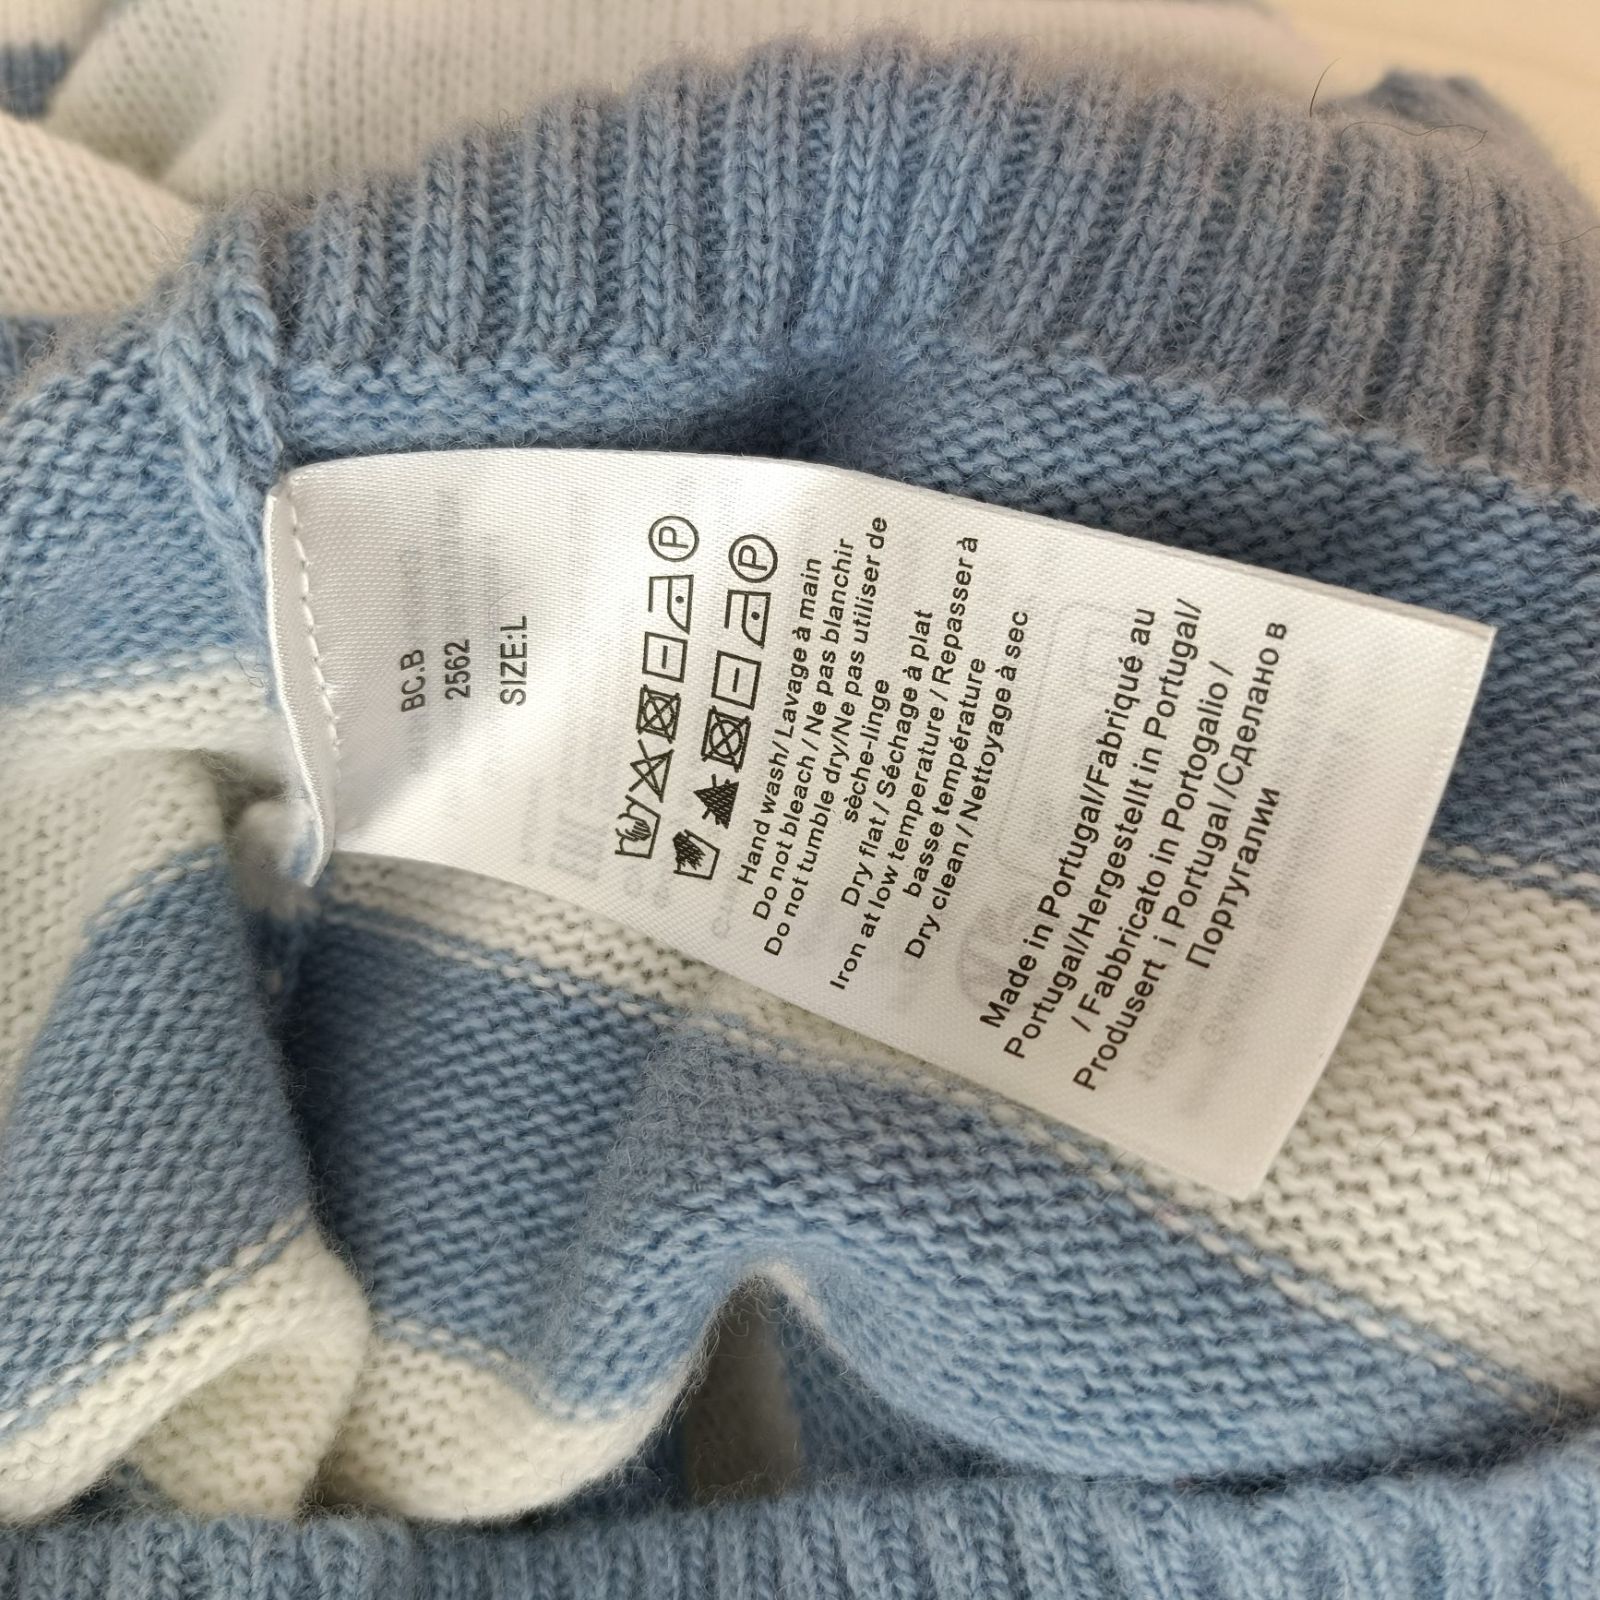 BC.B
2562
SIZE:L
P
P
Hand wash/ Lavage à main
Do not bleach / Ne pas blanchir
Do not tumble dry/Ne pas utiliser de
sèche-linge
Dry flat / Séchage à plat
Iron at low temperature / Repasser à
basse température
Dry clean / Nettoyage à sec
Made in Portugal/Fabriqué au
Portugal/Hergestellt in Portugal/
/ Fabbricato in Portogalio /
Produsert i Portugal /Сделано в
Португалии